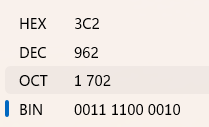 HEX 3C2
DEC 962
OCT 1 702
BIN 0011 1100 0010